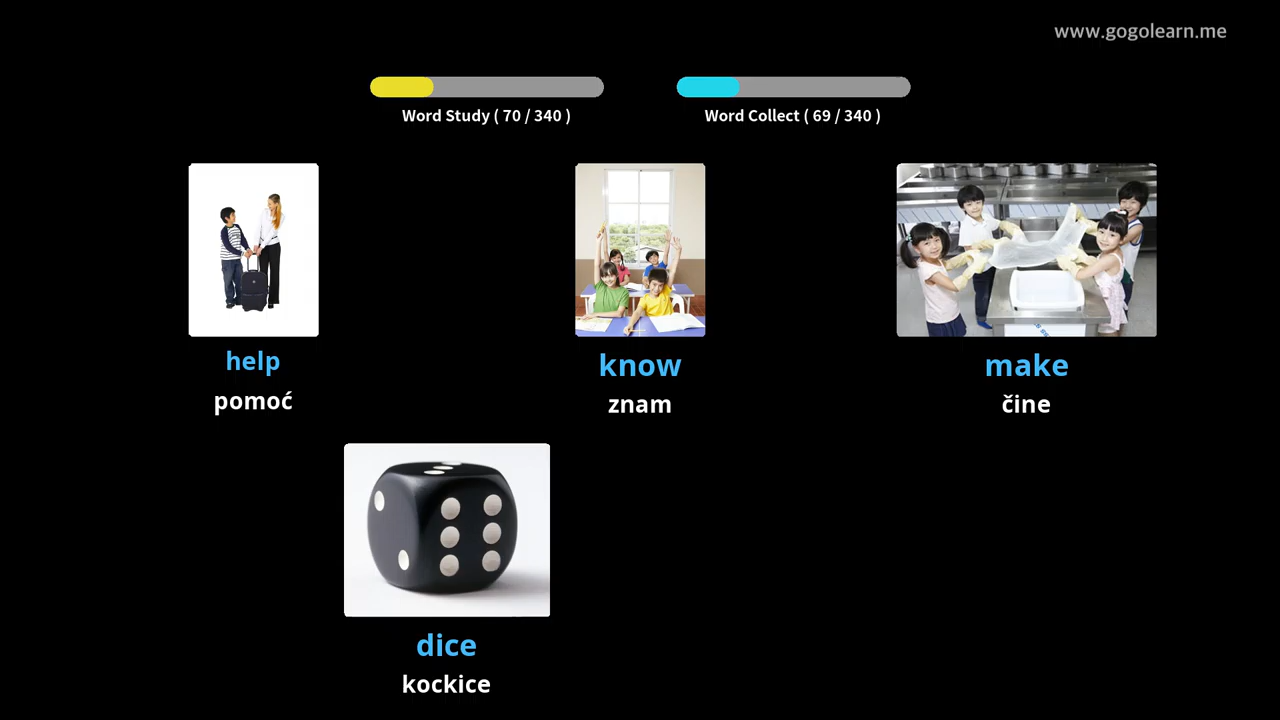 www.gogolearn.me
Word Study ( 70 / 340 )
Word Collect ( 69 / 340 )
help
know
make
pomoć
znam
čine
dice
kockice